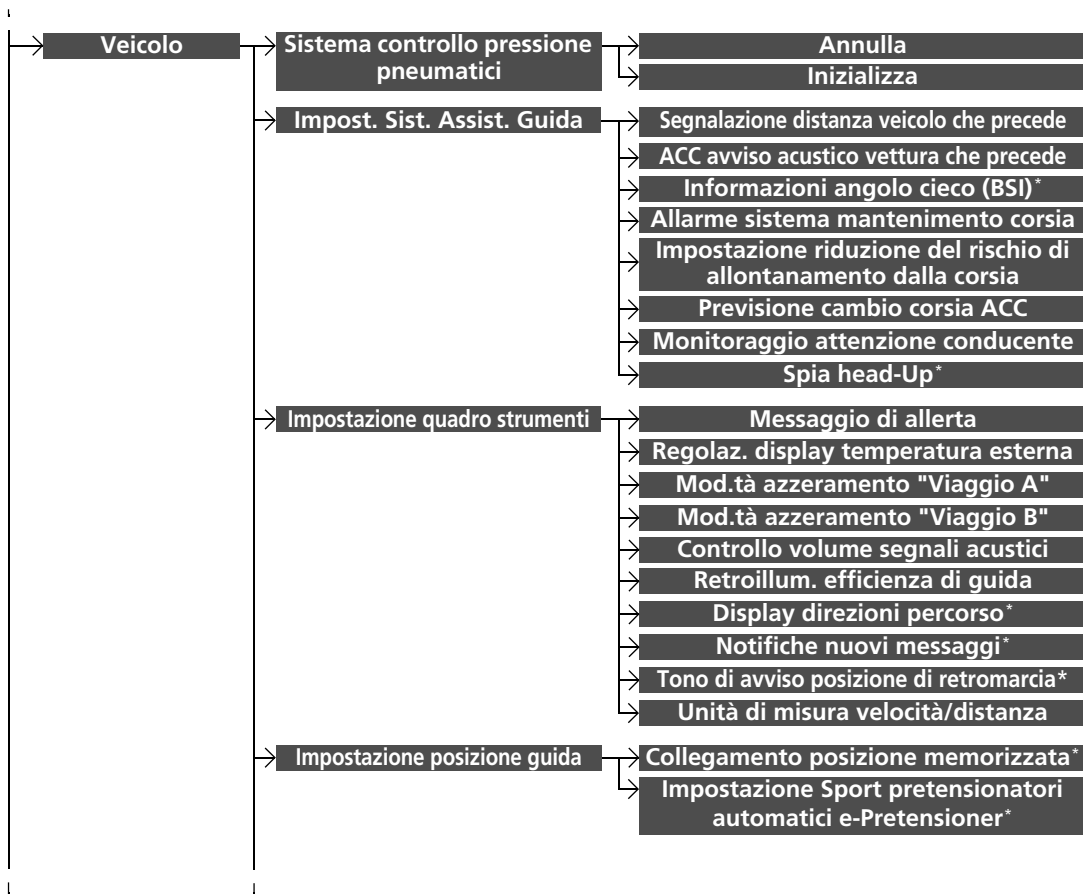 Veicolo
Sistema controllo pressione
pneumatici
Annulla
Inizializza
Impost. Sist. Assist. Guida
Segnalazione distanza veicolo che precede
ACC avviso acustico vettura che precede
Informazioni angolo cieco (BSI)*
Allarme sistema mantenimento corsia
Impostazione riduzione del rischio di
allontanamento dalla corsia
Previsione cambio corsia ACC
Monitoraggio attenzione conducente
Spia head-Up*
Impostazione quadro strumenti
Messaggio di allerta
Regolaz. display temperatura esterna
Mod.tà azzeramento "Viaggio A"
Mod.tà azzeramento "Viaggio B"
Controllo volume segnali acustici
Retroillum. efficienza di guida
Display direzioni percorso*
Notifiche nuovi messaggi*
Tono di avviso posizione di retromarcia*
Unità di misura velocità/distanza
Impostazione posizione guida
Collegamento posizione memorizzata*
Impostazione Sport pretensionatori
automatici e-Pretensioner*